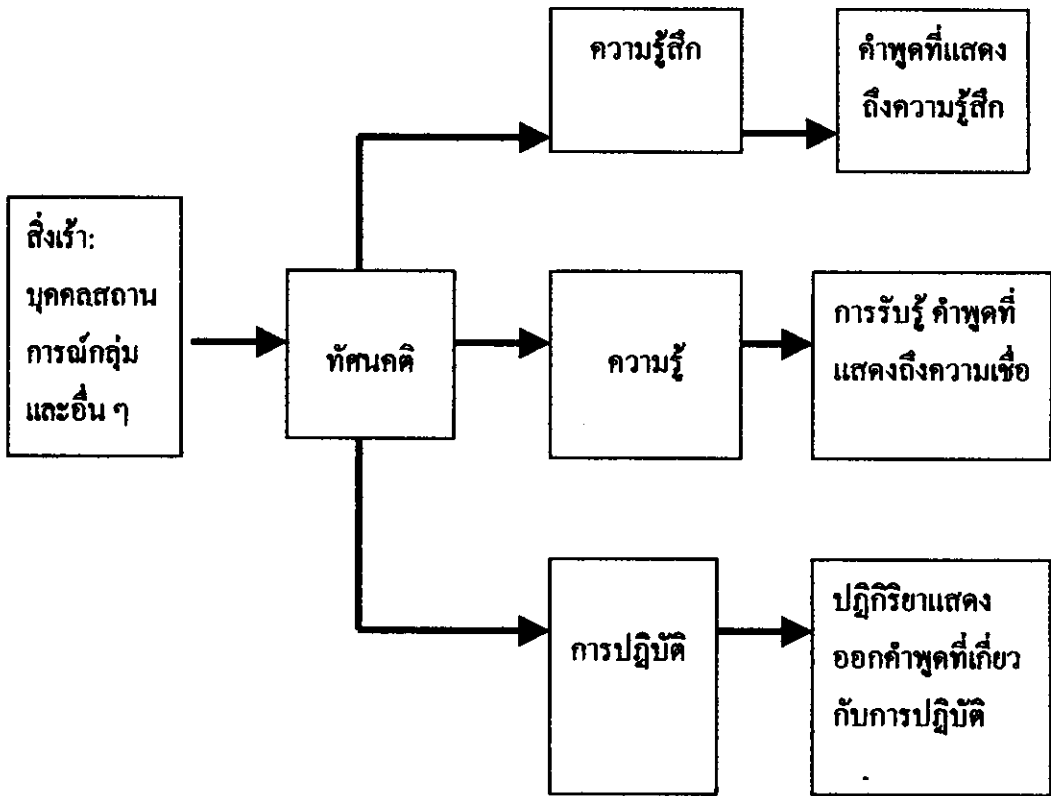 ความรู้สึก
คำพูดที่แสดง
ถึงความรู้สึก
สิ่งเร้า:
บุคคลสถาน
การณ์กลุ่ม
และอื่น ๆ
ทัศนคติ
ความรู้
การรับรู้ คำพูดที่
แสดงถึงความเชื่อ
การปฏิบัติ
ปฏิกิริยาแสดง
ออกคำพูดที่เกี่ยว
กับการปฏิบัติ